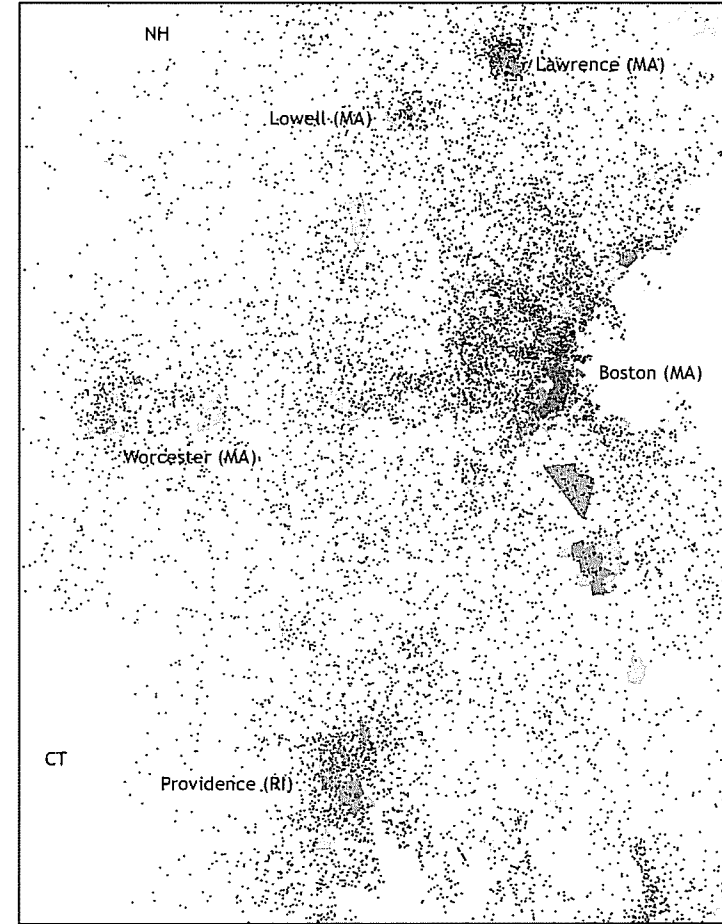 NH
Lawrence (MA)
Lowell (MA)
Boston (MA)
Worcester (MA)
CT
Providence (RI)